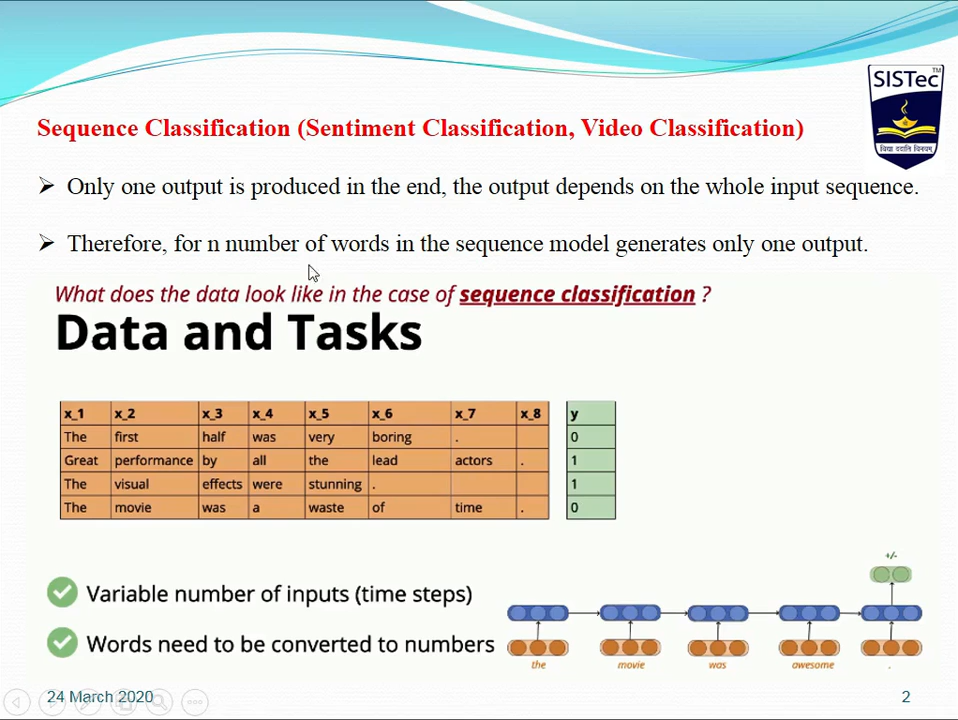 SISTec™
विद्या ददाति विनयम्
Sequence Classification (Sentiment Classification, Video Classification)
➢ Only one output is produced in the end, the output depends on the whole input sequence.
➢ Therefore, for n number of words in the sequence model generates only one output.
What does the data look like in the case of sequence classification ?
Data and Tasks
x_1 x_2 x_3 x_4 x_5 x_6 x_7 x_8 y
The first half was very boring . 0
Great performance by all the lead actors . 1
The visual effects were stunning . 1
The movie was a waste of time . 0
+/-
Variable number of inputs (time steps)
Words need to be converted to numbers
the movie was awesome .
24 March 2020
2